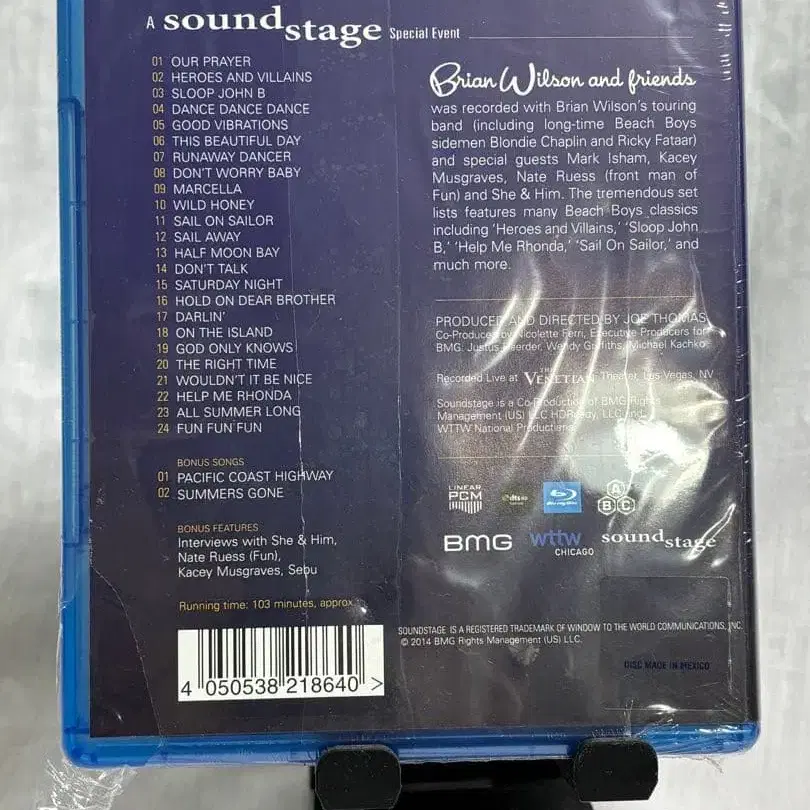 A soundstage Special Event
01 OUR PRAYER
02 HEROES AND VILLAINS
03 SLOOP JOHN B
04 DANCE DANCE DANCE
05 GOOD VIBRATIONS
06 THIS BEAUTIFUL DAY
07 RUNAWAY DANCER
08 DON'T WORRY BABY
09 MARCELLA
10 WILD HONEY
11 SAIL ON SAILOR
12 SAIL AWAY
13 HALF MOON BAY
14 DON'T TALK
15 SATURDAY NIGHT
16 HOLD ON DEAR BROTHER
17 DARLIN'
18 ON THE ISLAND
19 GOD ONLY KNOWS
20 THE RIGHT TIME
21 WOULDN'T IT BE NICE
22 HELP ME RHONDA
23 ALL SUMMER LONG
24 FUN FUN FUN
BONUS SONGS
01 PACIFIC COAST HIGHWAY
02 SUMMERS GONE
BONUS FEATURES
Interviews with She & Him,
Nate Ruess (Fun),
Kacey Musgraves, Sebu
Running time: 103 minutes, approx.
4 050538 218640 >
Brian Wilson and friends
was recorded with Brian Wilson's touring
band (including long-time Beach Boys
sidemen Blondie Chaplin and Ricky Fataar)
and special guests Mark Isham, Kacey
Musgraves, Nate Ruess (front man of
Fun) and She & Him. The tremendous set
lists features many Beach Boys classics
including 'Heroes and Villains,' 'Sloop John
B,' 'Help Me Rhonda,' 'Sail On Sailor,' and
much more.
PRODUCED AND DIRECTED BY JOE THOMAS
Co-Produced by Nicolette Ferri, Executive Producers for
BMG: Justus Wendy Griffiths, Michael Kachko
Recorded Live at THE VENETIAN Theater, Las Vegas, NV
Soundstage is a Co-Production of BMG Rights
Management (US) LLC HDReady, LLC and
WTTW National Productions
LINEAR PCM dts Blu-ray Disc A B C
BMG wttw CHICAGO soundstage
SOUNDSTAGE IS A REGISTERED TRADEMARK OF WINDOW TO THE WORLD COMMUNICATIONS, INC.
© 2014 BMG Rights Management (US) LLC.
DISC MADE IN MEXICO